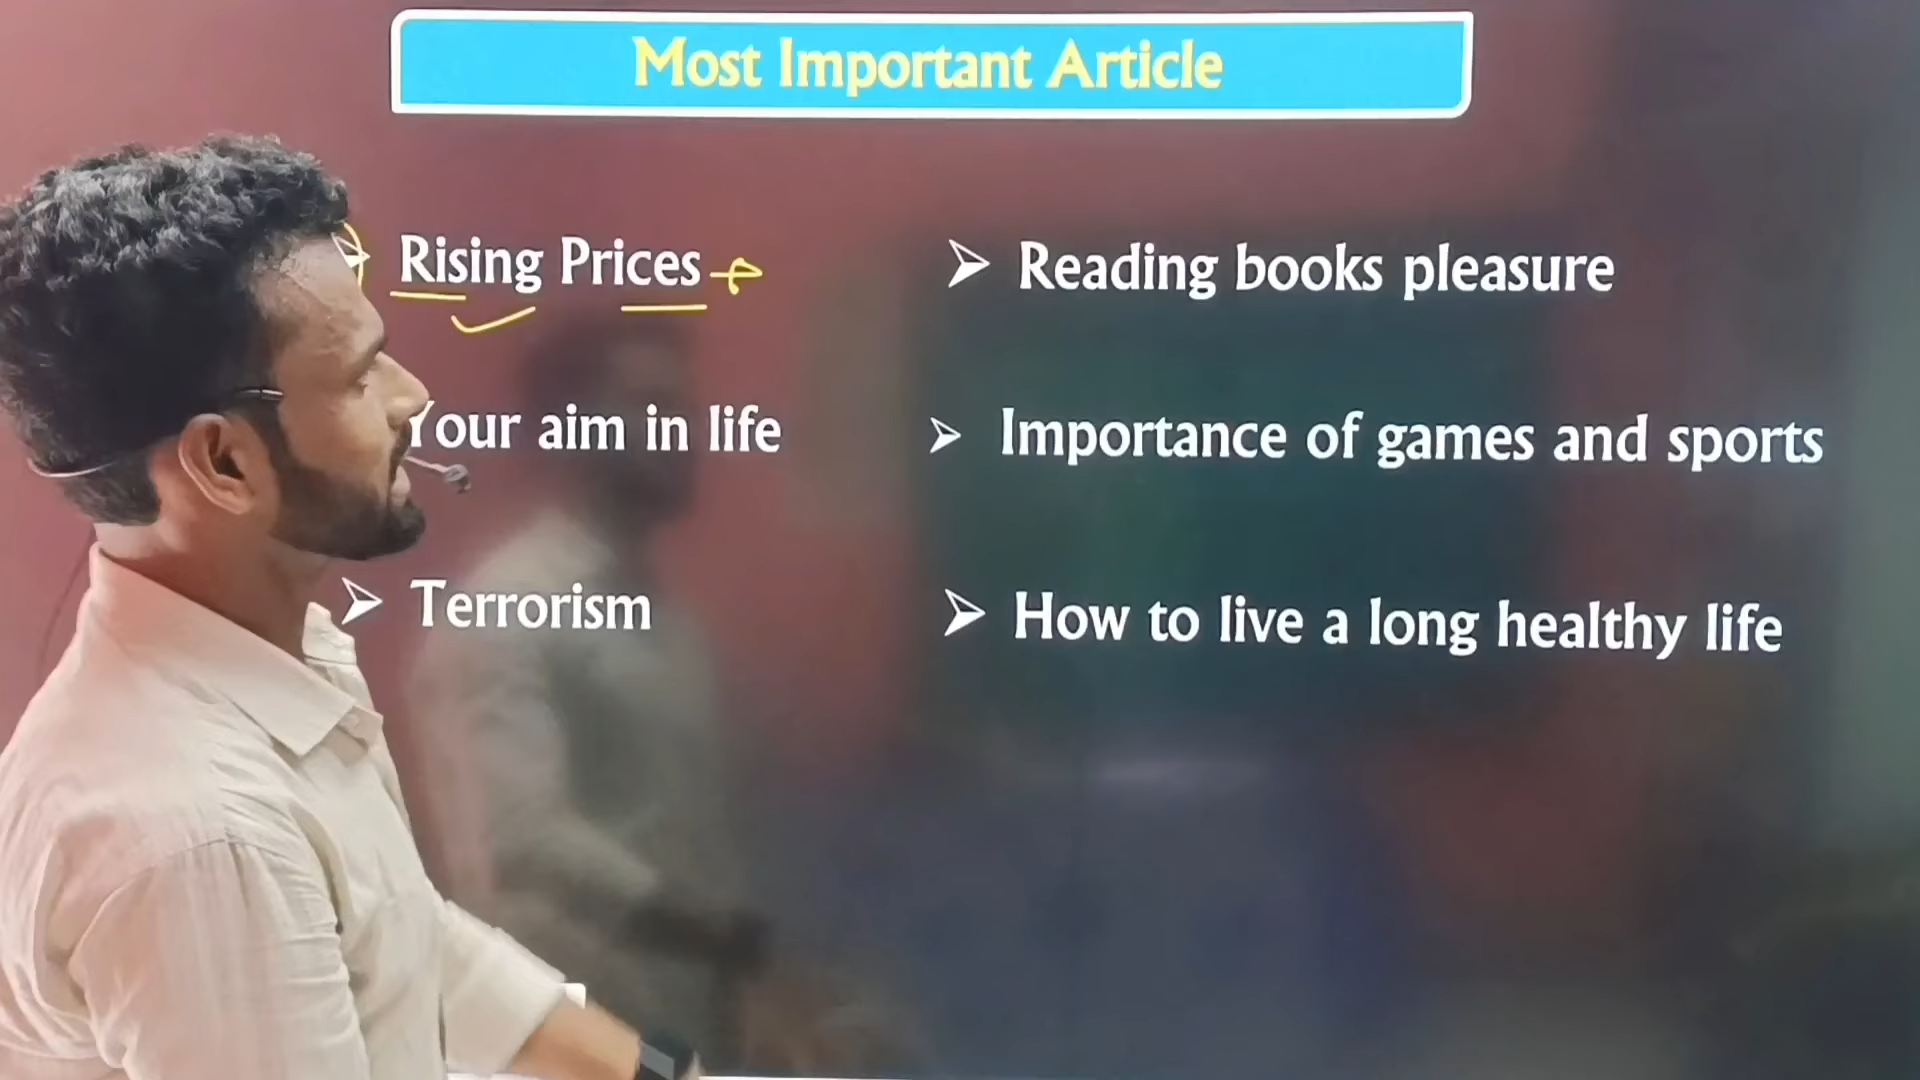 Most Important Article
Rising Prices
Your aim in life
Terrorism
Reading books pleasure
Importance of games and sports
How to live a long healthy life